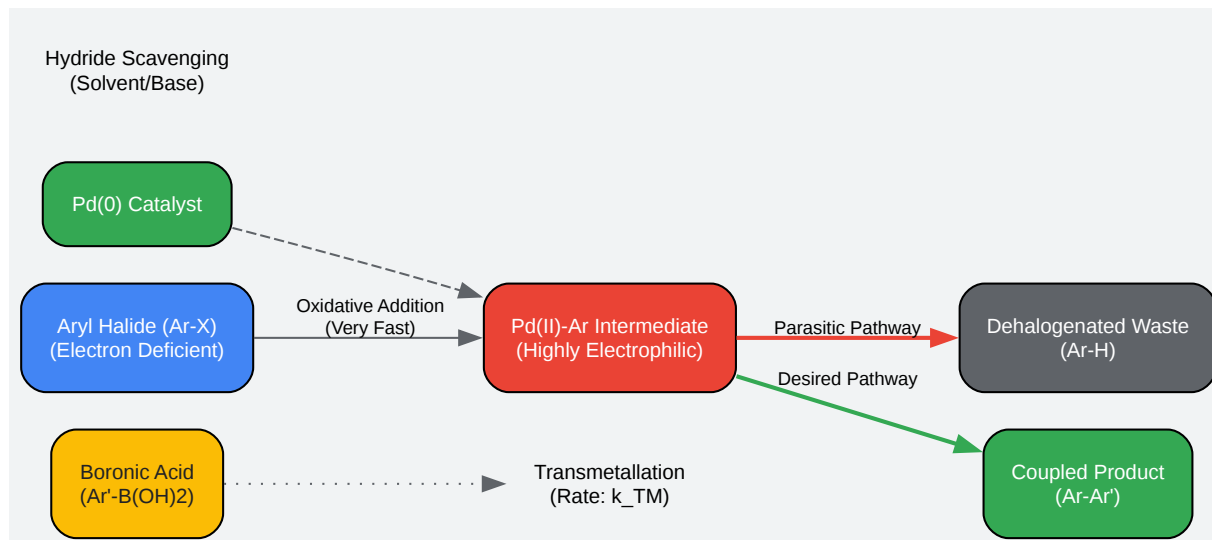 Hydride Scavenging
(Solvent/Base)
Pd(0) Catalyst
Aryl Halide (Ar-X)
(Electron Deficient)
Oxidative Addition
(Very Fast)
Pd(II)-Ar Intermediate
(Highly Electrophilic)
Parasitic Pathway
Dehalogenated Waste
(Ar-H)
Desired Pathway
Boronic Acid
(Ar'-B(OH)2)
Transmetallation
(Rate: k_TM)
Coupled Product
(Ar-Ar')